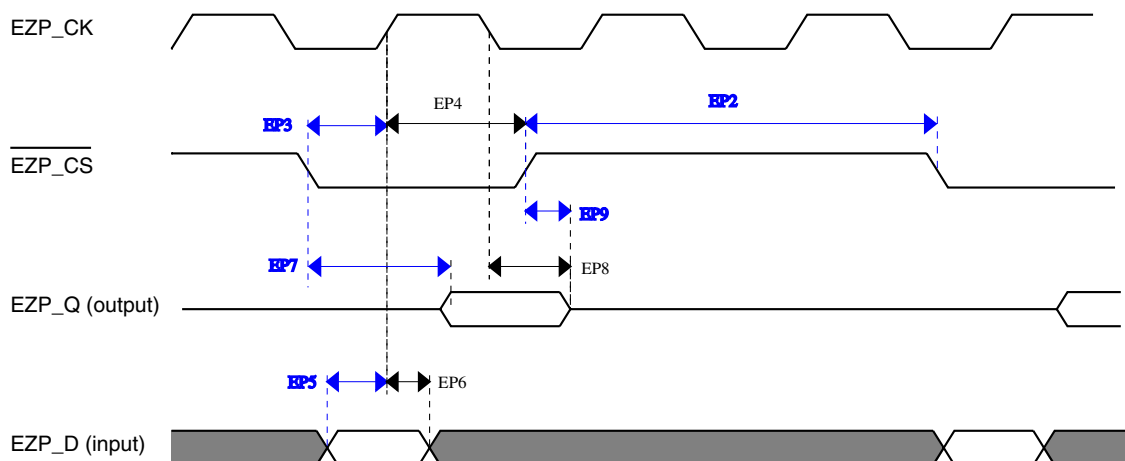 EZP_CK
EP4
EP2
EP3
EZP_CS
EP9
EP7
EP8
EZP_Q (output)
EP5
EP6
EZP_D (input)